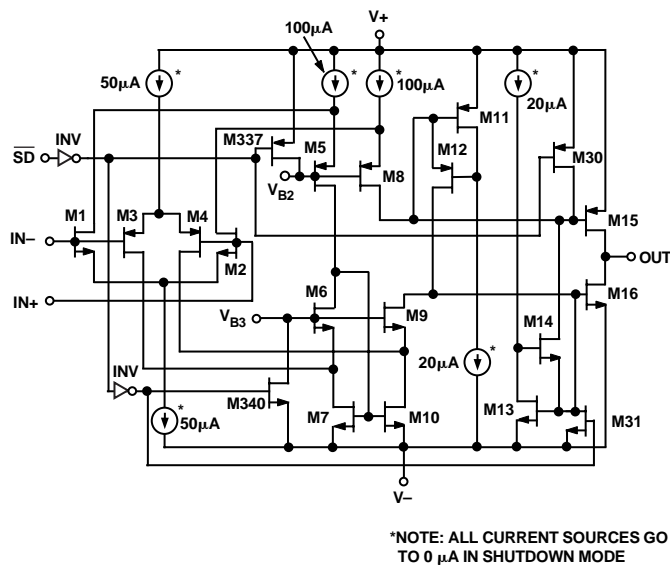 V+
100µA
50µA
*
*
*
100µA
*
20µA
M11
INV
SD
M337
M5
M8
M12
M30
VB2
M1
M3
M4
M15
IN–
M2
OUT
IN+
M6
M9
M16
VB3
M14
20µA
*
INV
M340
*
50µA
M7
M10
M13
M31
V–
*NOTE: ALL CURRENT SOURCES GO
TO 0 µA IN SHUTDOWN MODE